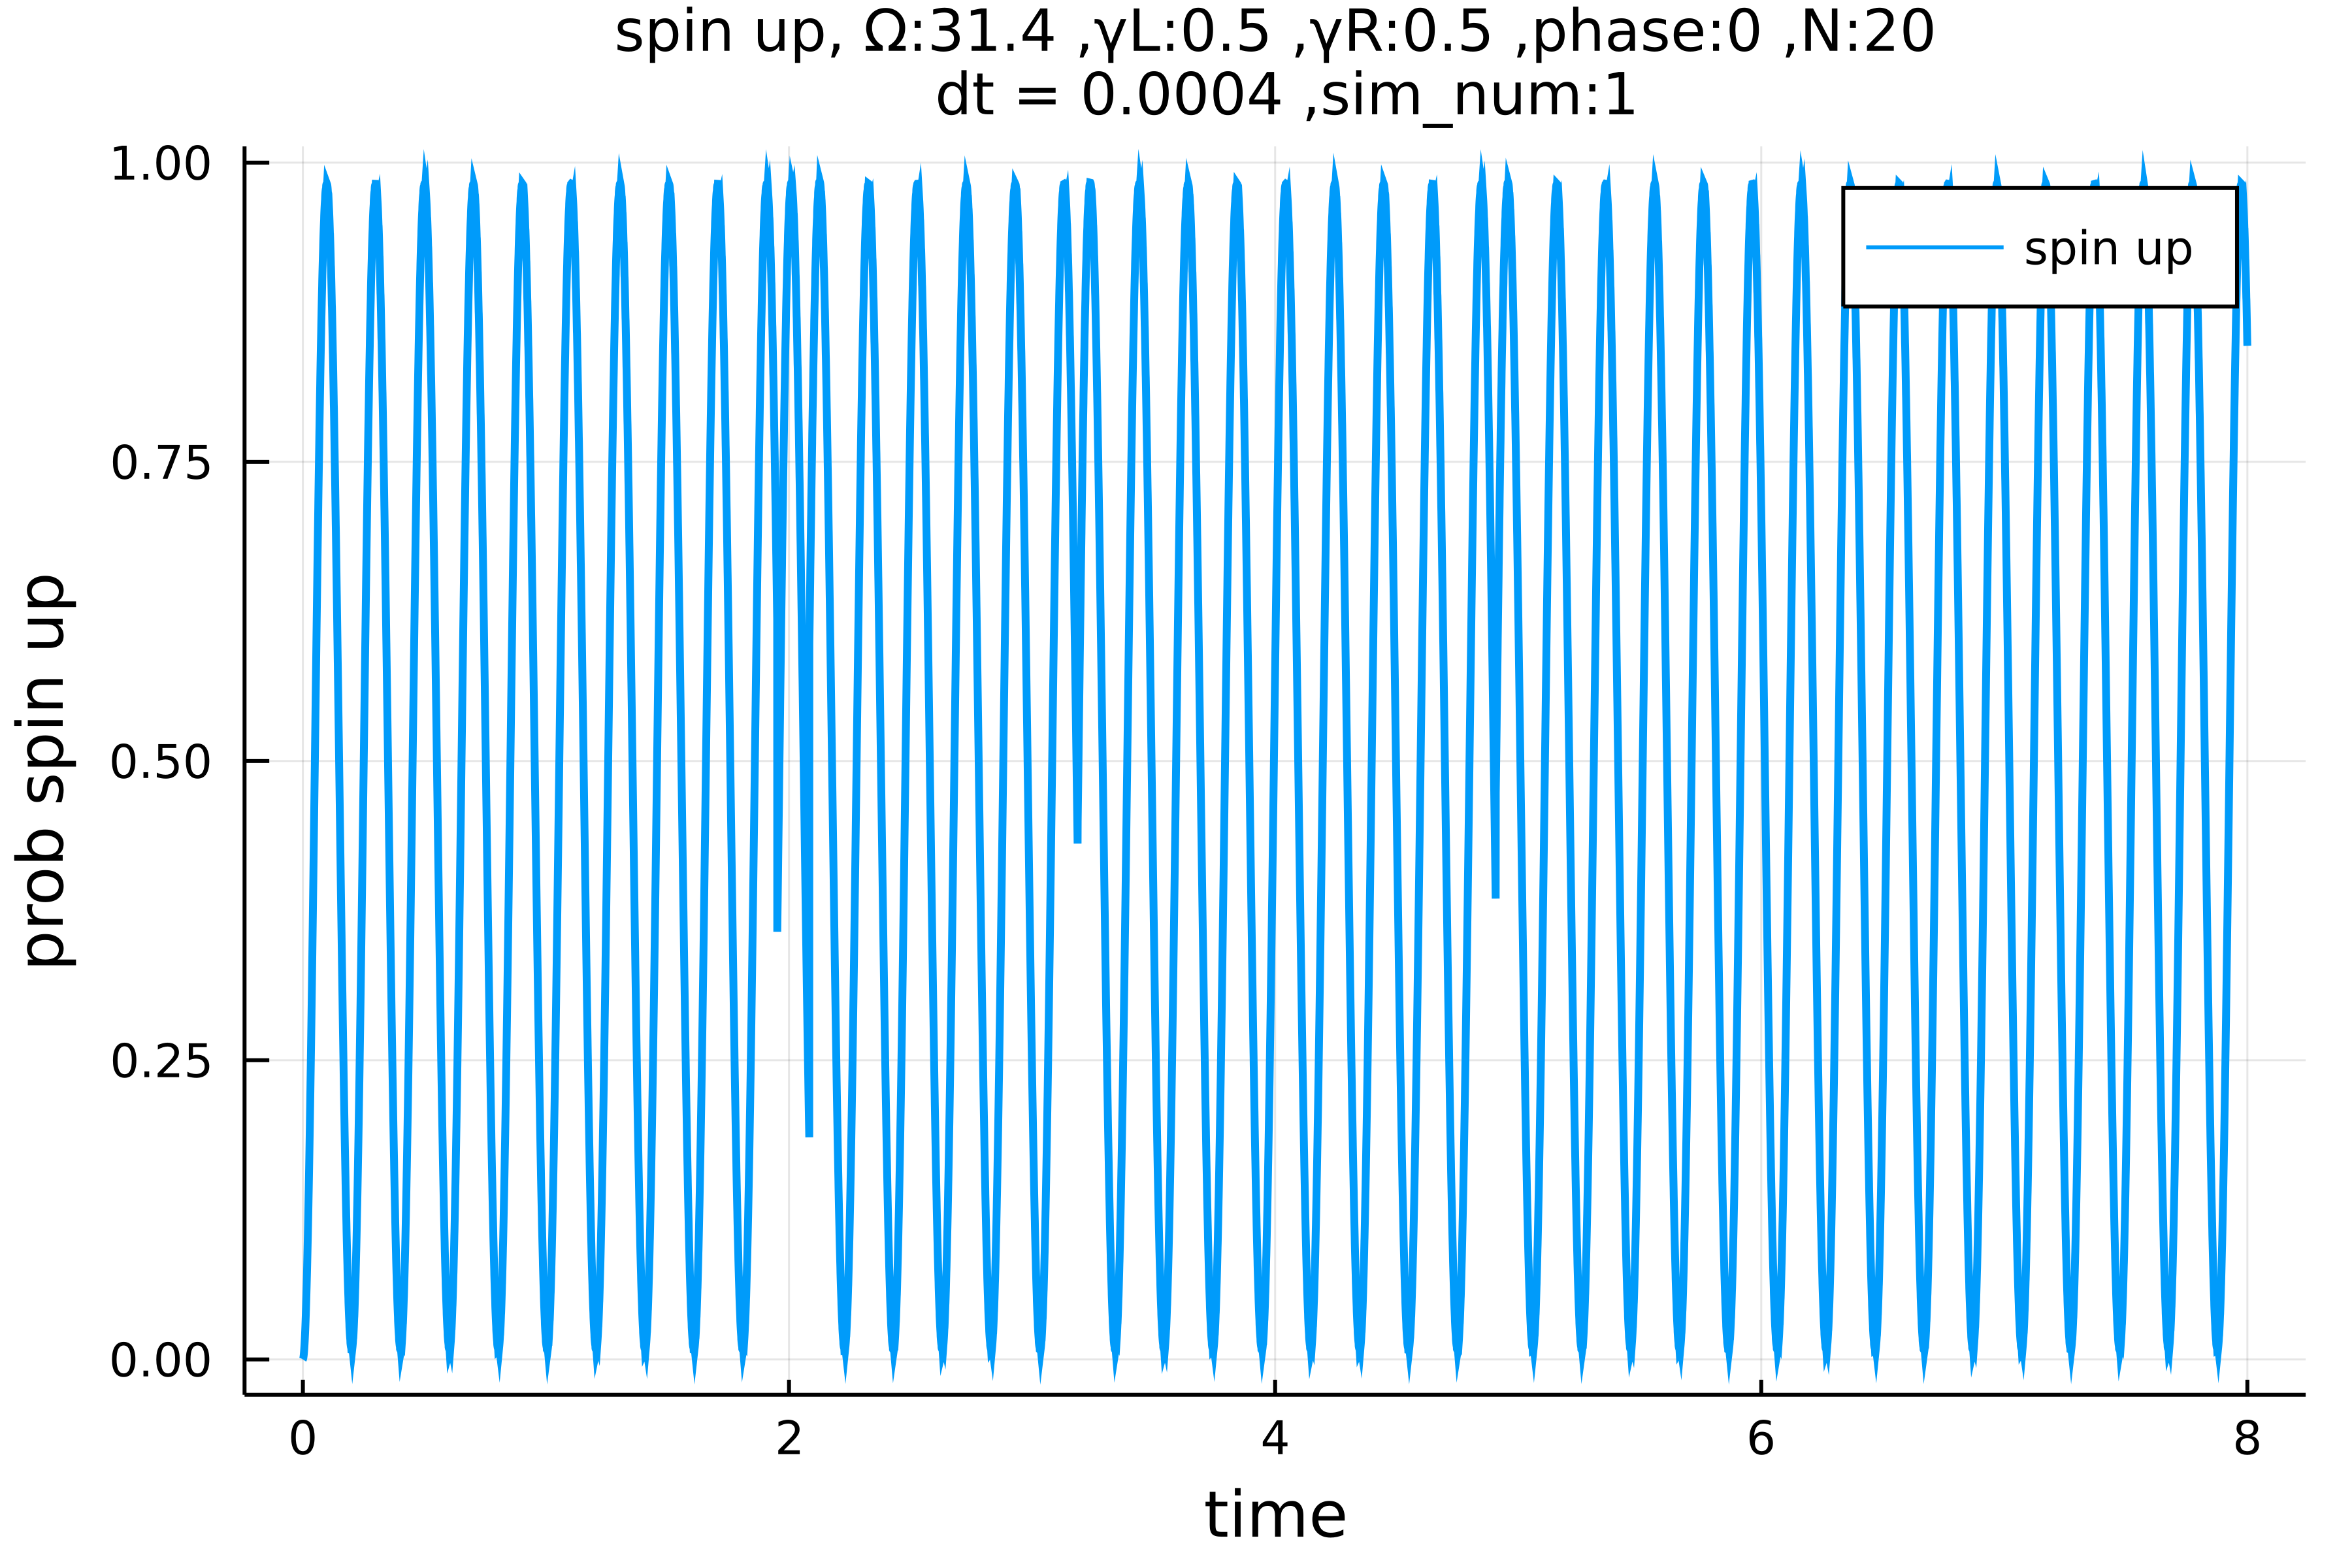 spin up, Ω:31.4 ,γL:0.5 ,γR:0.5 ,phase:0 ,N:20
dt = 0.0004 ,sim_num:1
1.00
0.75
0.50
0.25
0.00
prob spin up
spin up
0 2 4 6 8
time